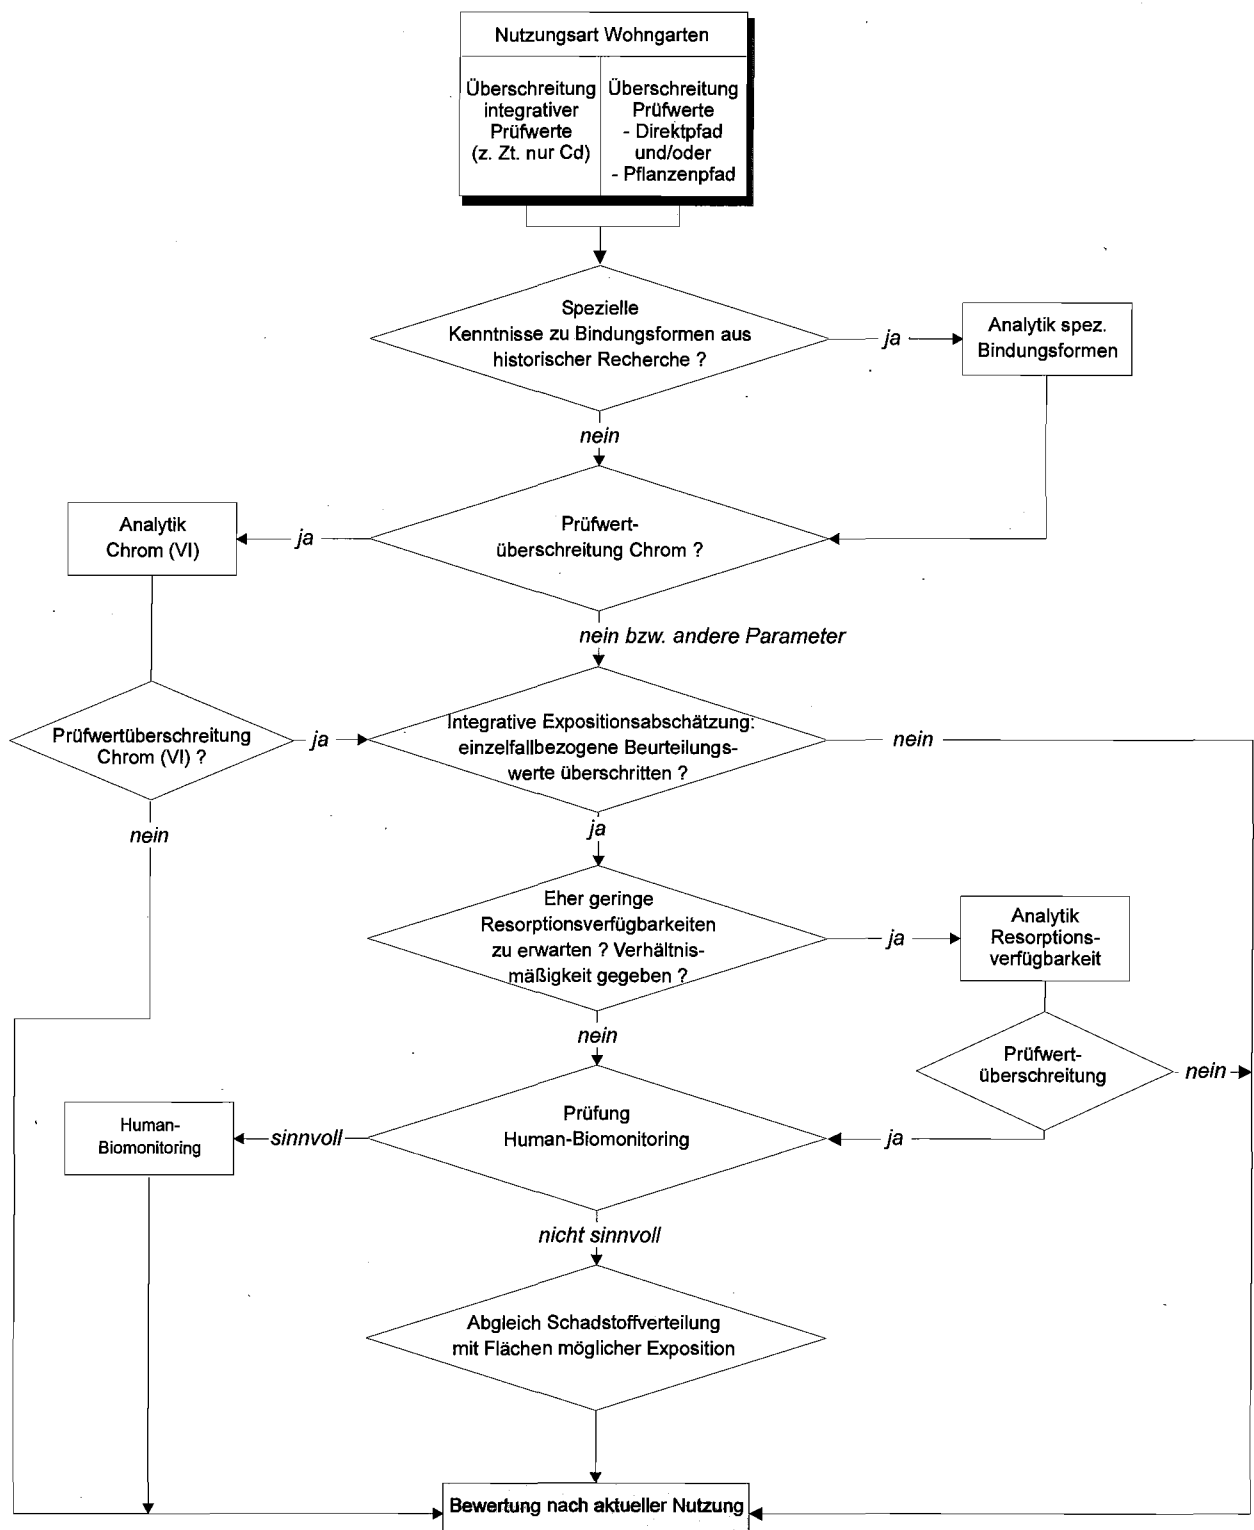 Nutzungsart Wohngarten
Überschreitung
integrativer
Prüfwerte
(z. Zt. nur Cd)
Überschreitung
Prüfwerte
- Direktpfad
und/oder
- Pflanzenpfad
Spezielle
Kenntnisse zu Bindungsformen aus
historischer Recherche ?
ja
Analytik spez.
Bindungsformen
nein
Analytik
Chrom (VI)
ja
Prüfwert-
überschreitung Chrom ?
nein bzw. andere Parameter
Prüfwertüberschreitung
Chrom (VI) ?
ja
Integrative Expositionsabschätzung:
einzelfallbezogene Beurteilungs-
werte überschritten ?
nein
nein
ja
Eher geringe
Resorptionsverfügbarkeiten
zu erwarten ? Verhältnis-
mäßigkeit gegeben ?
ja
Analytik
Resorptions-
verfügbarkeit
nein
Prüfwert-
überschreitung
nein
Human-
Biomonitoring
sinnvoll
Prüfung
Human-Biomonitoring
ja
nicht sinnvoll
Abgleich Schadstoffverteilung
mit Flächen möglicher Exposition
Bewertung nach aktueller Nutzung